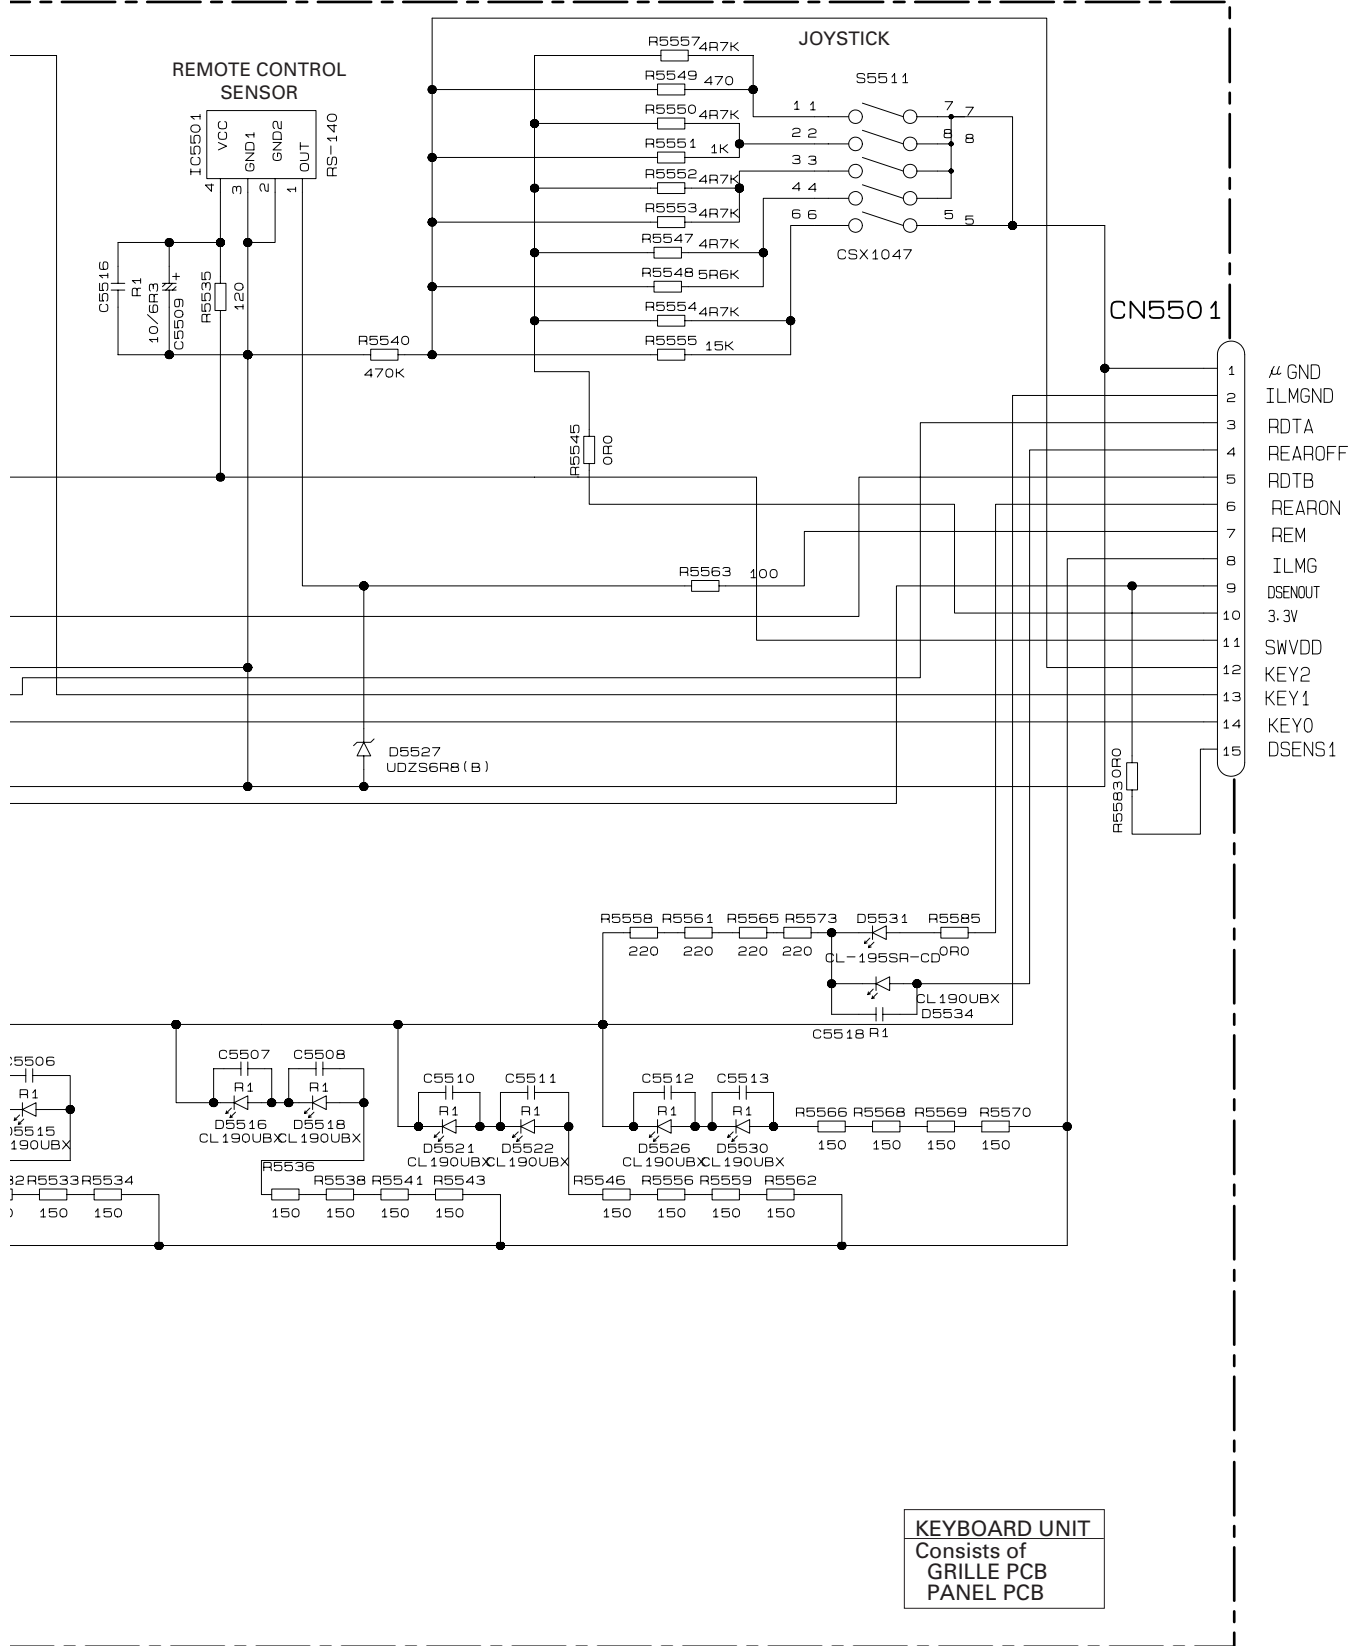 JOYSTICK
R5557 4R7K
R5549 470
S5511
REMOTE CONTROL
SENSOR
IC5501
VCC
GND1
GND2
OUT
RS-140
4
3
2
1
R5550 4R7K
R5551 1K
R5552 4R7K
R5553 4R7K
R5547 4R7K
R5548 5R6K
R5554 4R7K
R5555 15K
1 1
2 2
3 3
4 4
6 6
7 7
8 8
5 5
CSX1047
C5516
R1
10/6R3
C5509
+
R5535
120
R5540
470K
R5545
0R0
CN5501
1 μGND
2 ILMGND
3 RDTA
4 REAROFF
5 RDTB
6 REARON
7 REM
8 ILMG
9 DSENOUT
10 3.3V
11 SWVDD
12 KEY2
13 KEY1
14 KEY0
15 DSENS1
R5563 100
D5527
UDZS6R8(B)
R5583 0R0
R5558 R5561 R5565 R5573 D5531 R5585
220 220 220 220 CL-195SR-CD 0R0
CL190UBX
D5534
C5518 R1
C5506 C5507 C5508 C5510 C5511 C5512 C5513
R1 R1 R1 R1 R1 R1 R1
D5515 D5516 D5518 D5521 D5522 D5526 D5530
190UBX CL190UBX CL190UBX CL190UBX CL190UBX CL190UBX CL190UBX
R5566 R5568 R5569 R5570
150 150 150 150
32 R5533 R5534 R5536 R5538 R5541 R5543 R5546 R5556 R5559 R5562
150 150 150 150 150 150 150 150 150 150
KEYBOARD UNIT
Consists of
GRILLE PCB
PANEL PCB